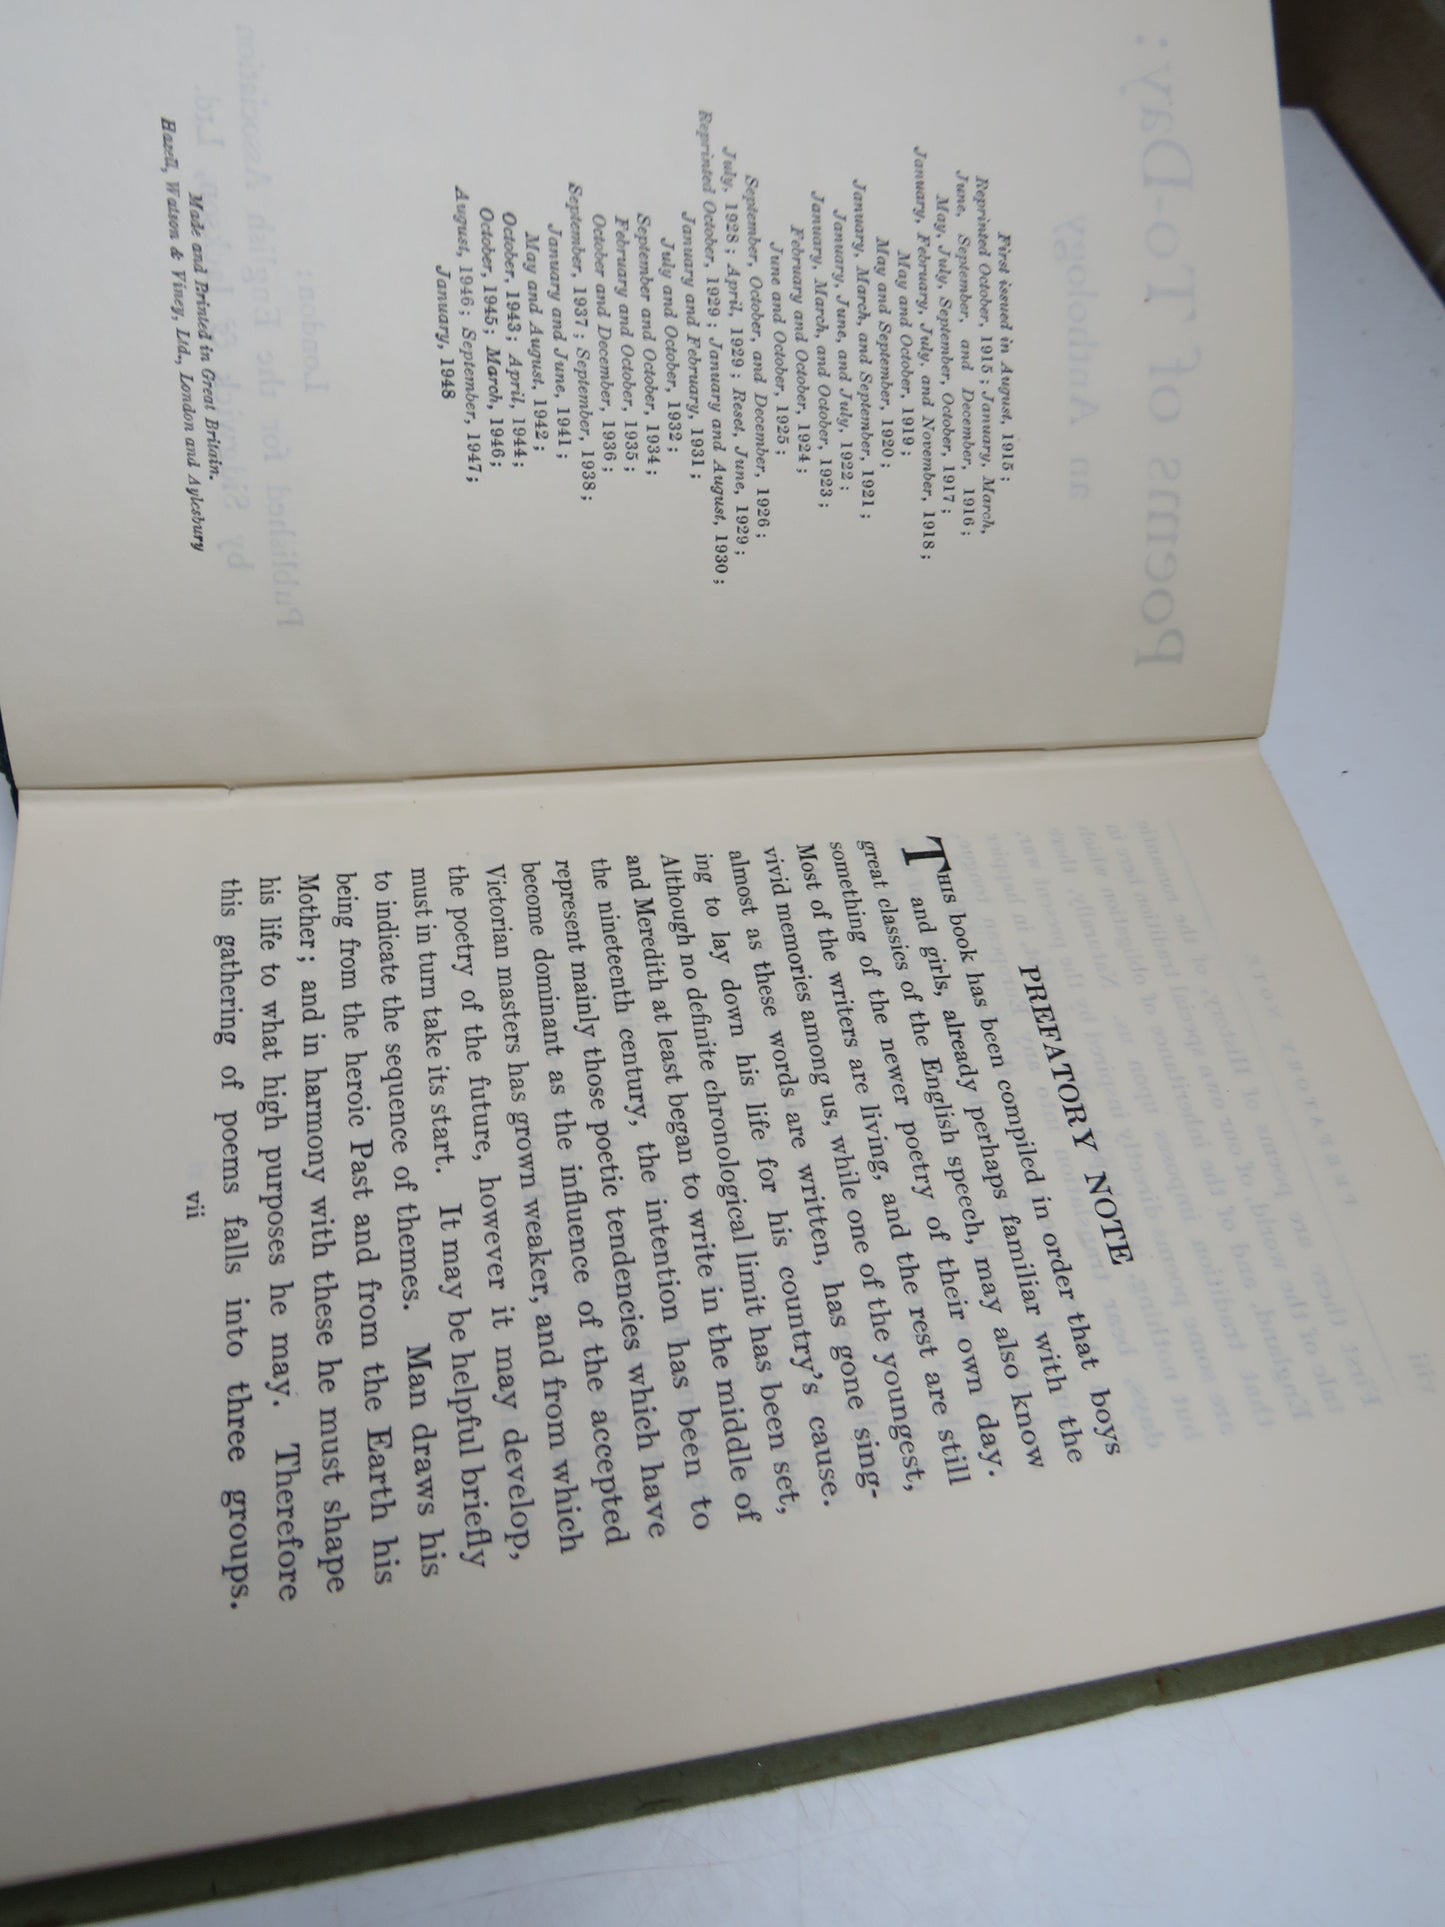 First issued in August, 1915;
Reprinted October, 1915; January, March,
June, September, and December, 1916;
May, July, September, October, 1917;
January, February, July, and November, 1918;
May and October, 1919;
May and September, 1920;
January, March, and September, 1921;
January, June, and July, 1922;
January, March, and October, 1923;
February and October, 1924;
June and October, 1925;
September, October, and December, 1926;
July, 1928; April, 1929; Reset, June, 1929;
Reprinted October, 1929; January and August, 1930;
January and February, 1931;
July and October, 1932;
September and October, 1934;
February and October, 1935;
October and December, 1936;
September, 1937; September, 1938;
January and June, 1941;
May and August, 1942;
October, 1943; April, 1944;
October, 1945; March, 1946;
August, 1946; September, 1947;
January, 1948
Made and Printed in Great Britain.
Hazell, Watson & Viney, Ltd., London and Aylesbury
PREFATORY NOTE
THIS book has been compiled in order that boys
and girls, already perhaps familiar with the
great classics of the English speech, may also know
something of the newer poetry of their own day.
Most of the writers are living, and the rest are still
vivid memories among us, while one of the youngest,
almost as these words are written, has gone sing-
ing to lay down his life for his country's cause.
Although no definite chronological limit has been set,
and Meredith at least began to write in the middle of
the nineteenth century, the intention has been to
represent mainly those poetic tendencies which have
become dominant as the influence of the accepted
Victorian masters has grown weaker, and from which
the poetry of the future, however it may develop,
must in turn take its start. It may be helpful briefly
to indicate the sequence of themes. Man draws his
being from the heroic Past and from the Earth his
Mother; and in harmony with these he must shape
his life to what high purposes he may. Therefore
this gathering of poems falls into three groups.
vii